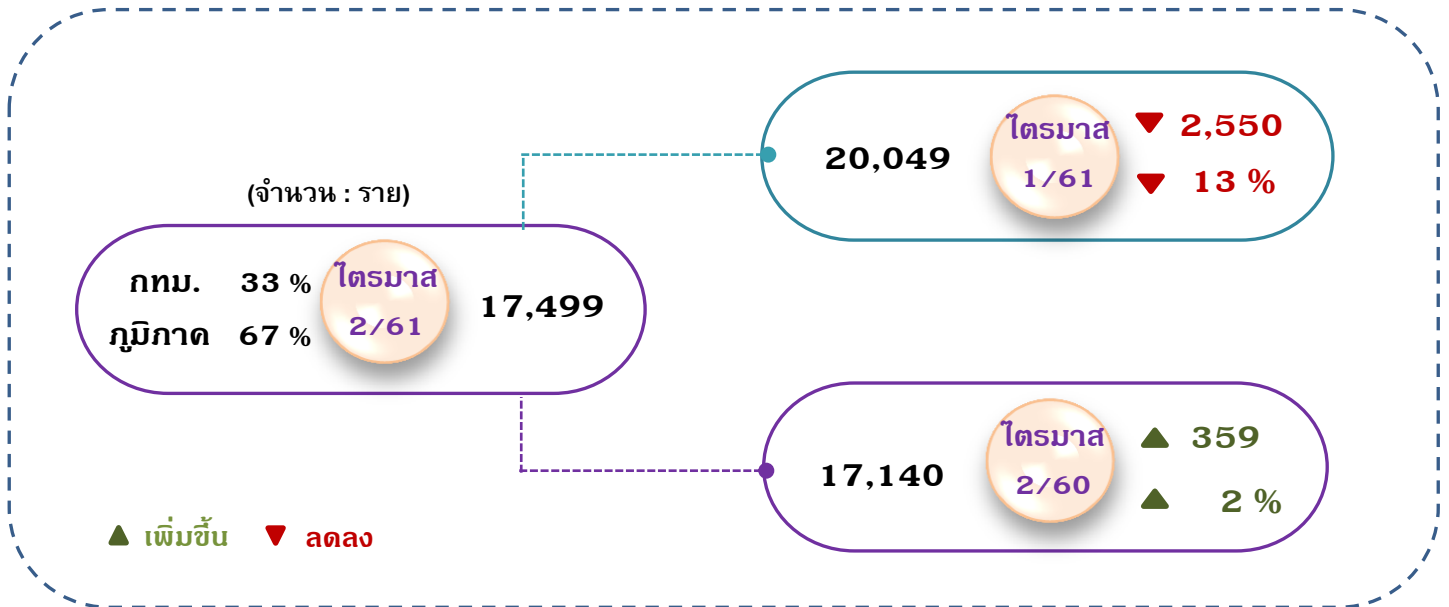 (จำนวน : ราย)
กทม. 33 %
ภูมิภาค 67 %
ไตรมาส
2/61
17,499
20,049
ไตรมาส
1/61
▼ 2,550
▼ 13 %
17,140
ไตรมาส
2/60
▲ 359
▲ 2 %
▲ เพิ่มขึ้น ▼ ลดลง